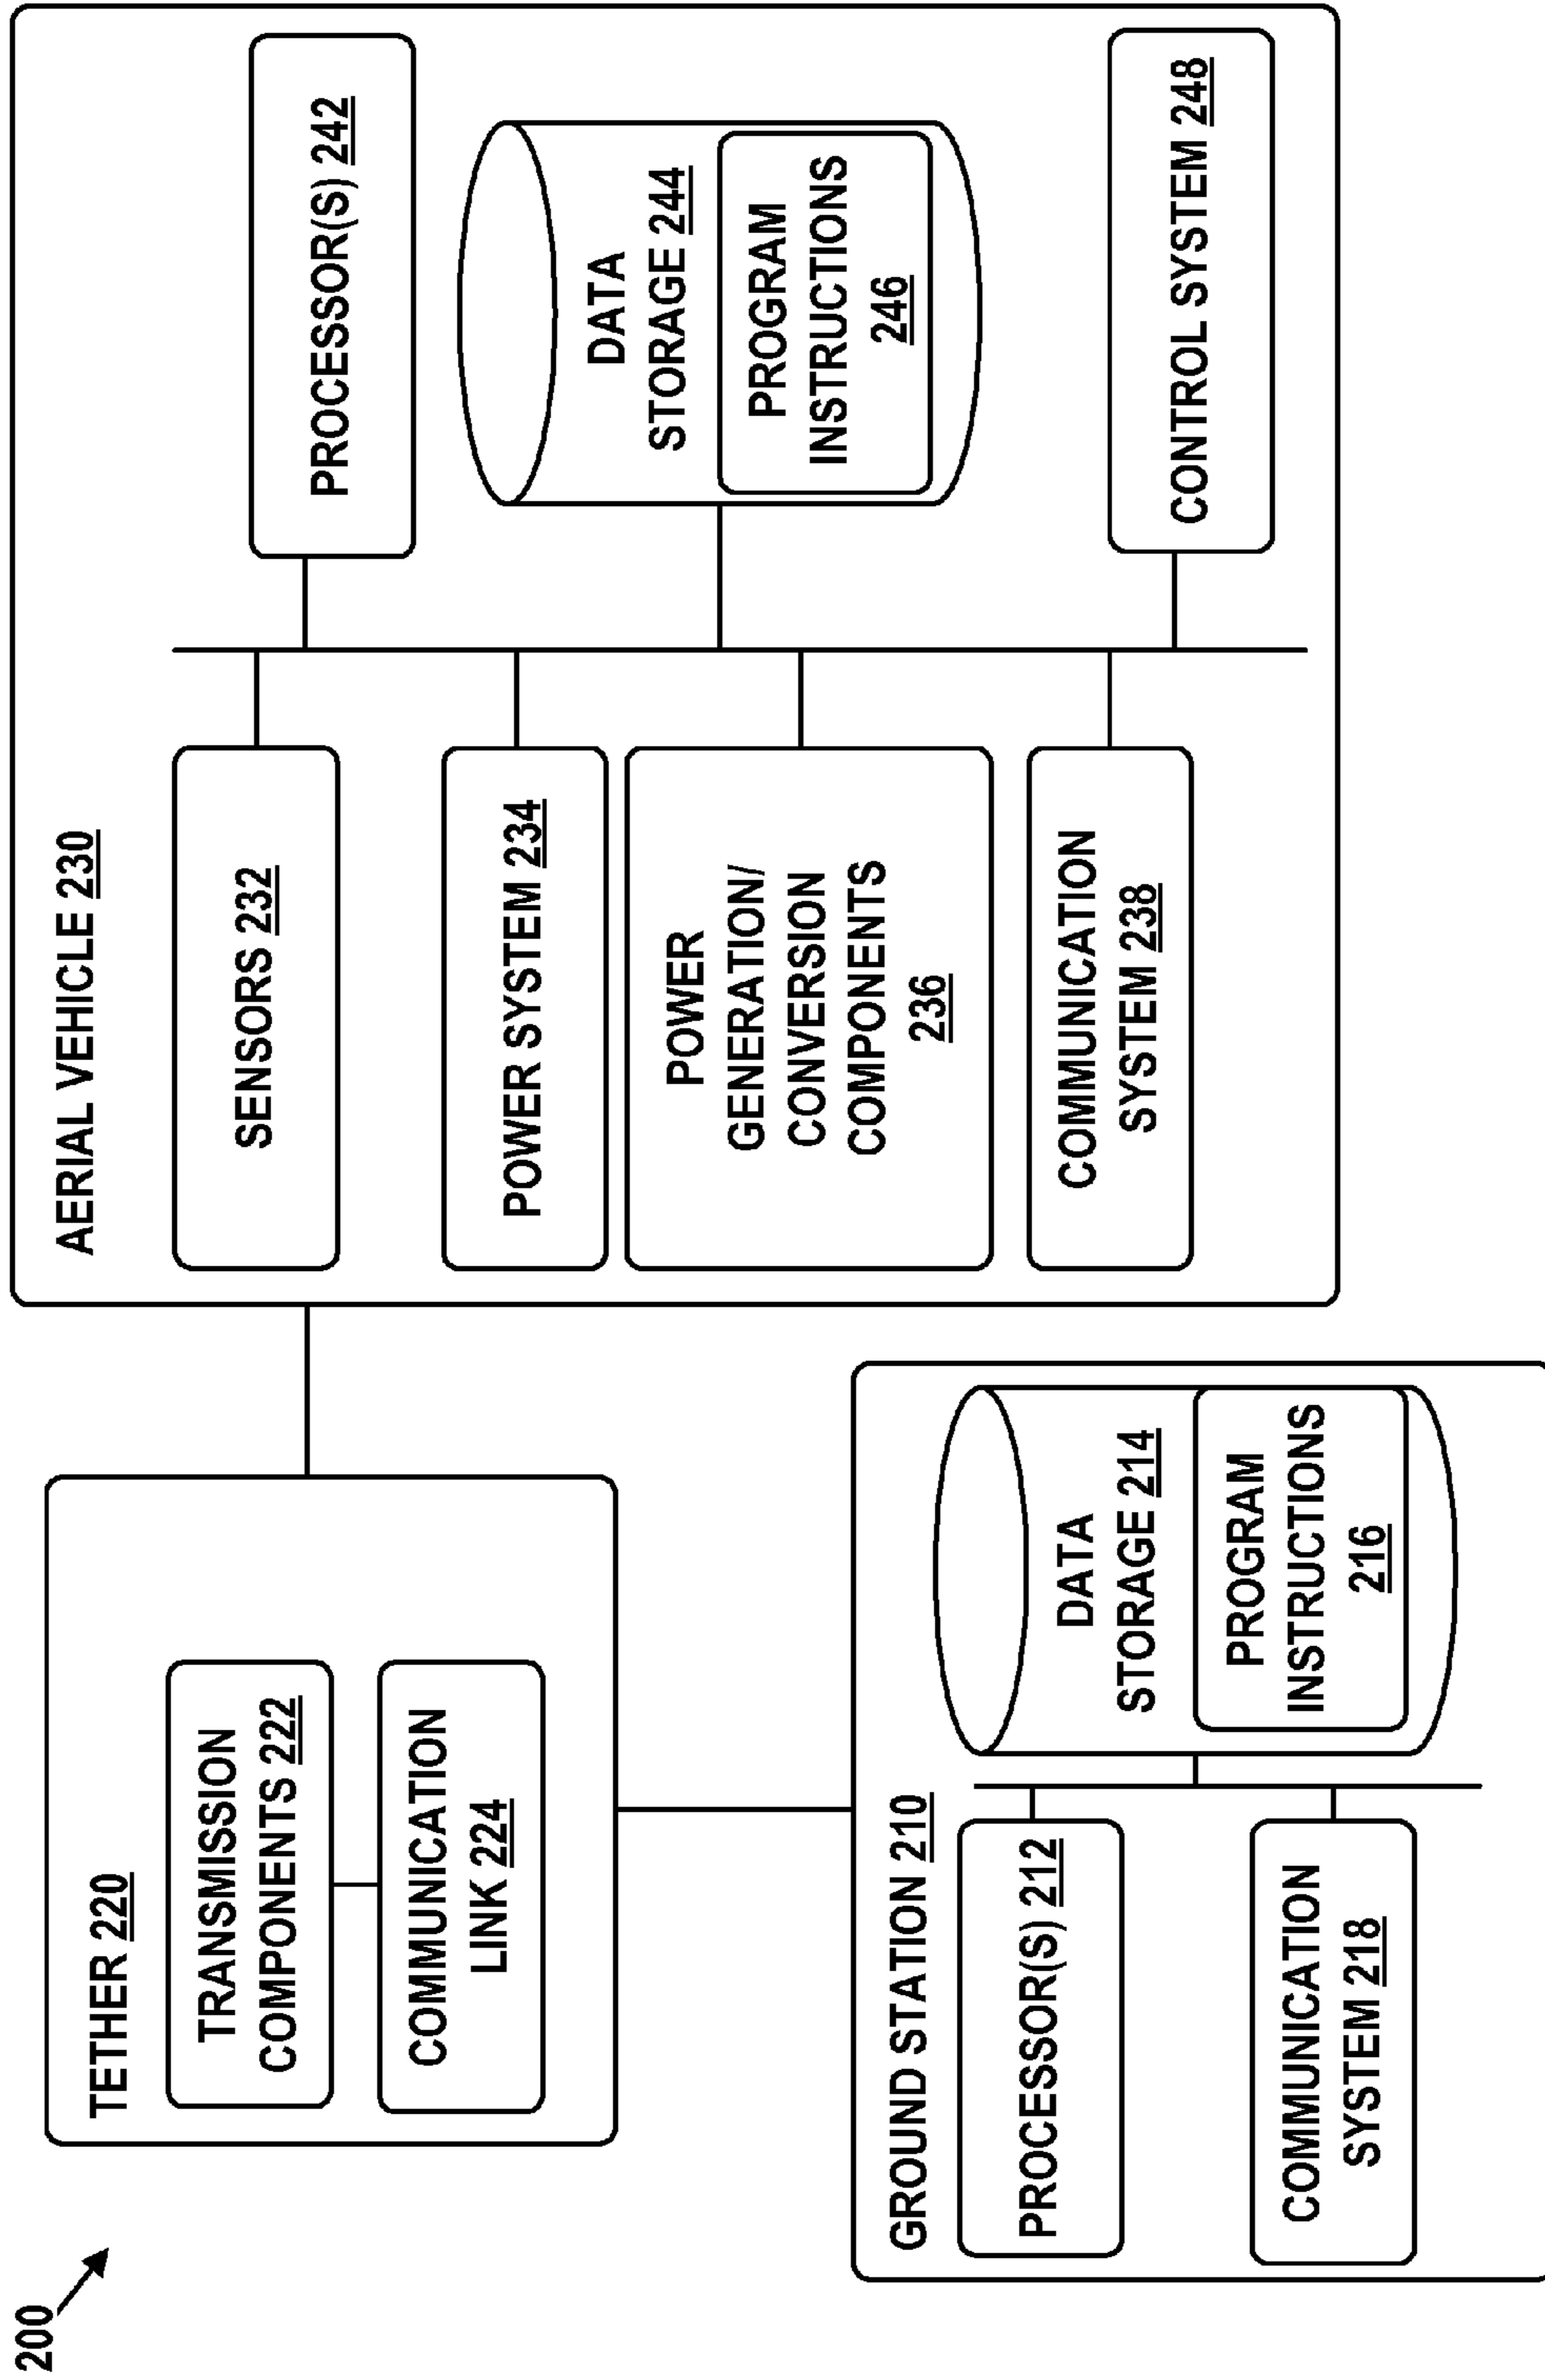 200
TETHER 220
TRANSMISSION
COMPONENTS 222
COMMUNICATION
LINK 224
GROUND STATION 210
PROCESSOR(S) 212
COMMUNICATION
SYSTEM 218
DATA
STORAGE 214
PROGRAM
INSTRUCTIONS
216
AERIAL VEHICLE 230
SENSORS 232
POWER SYSTEM 234
POWER
GENERATION/
CONVERSION
COMPONENTS
236
COMMUNICATION
SYSTEM 238
PROCESSOR(S) 242
DATA
STORAGE 244
PROGRAM
INSTRUCTIONS
246
CONTROL SYSTEM 248